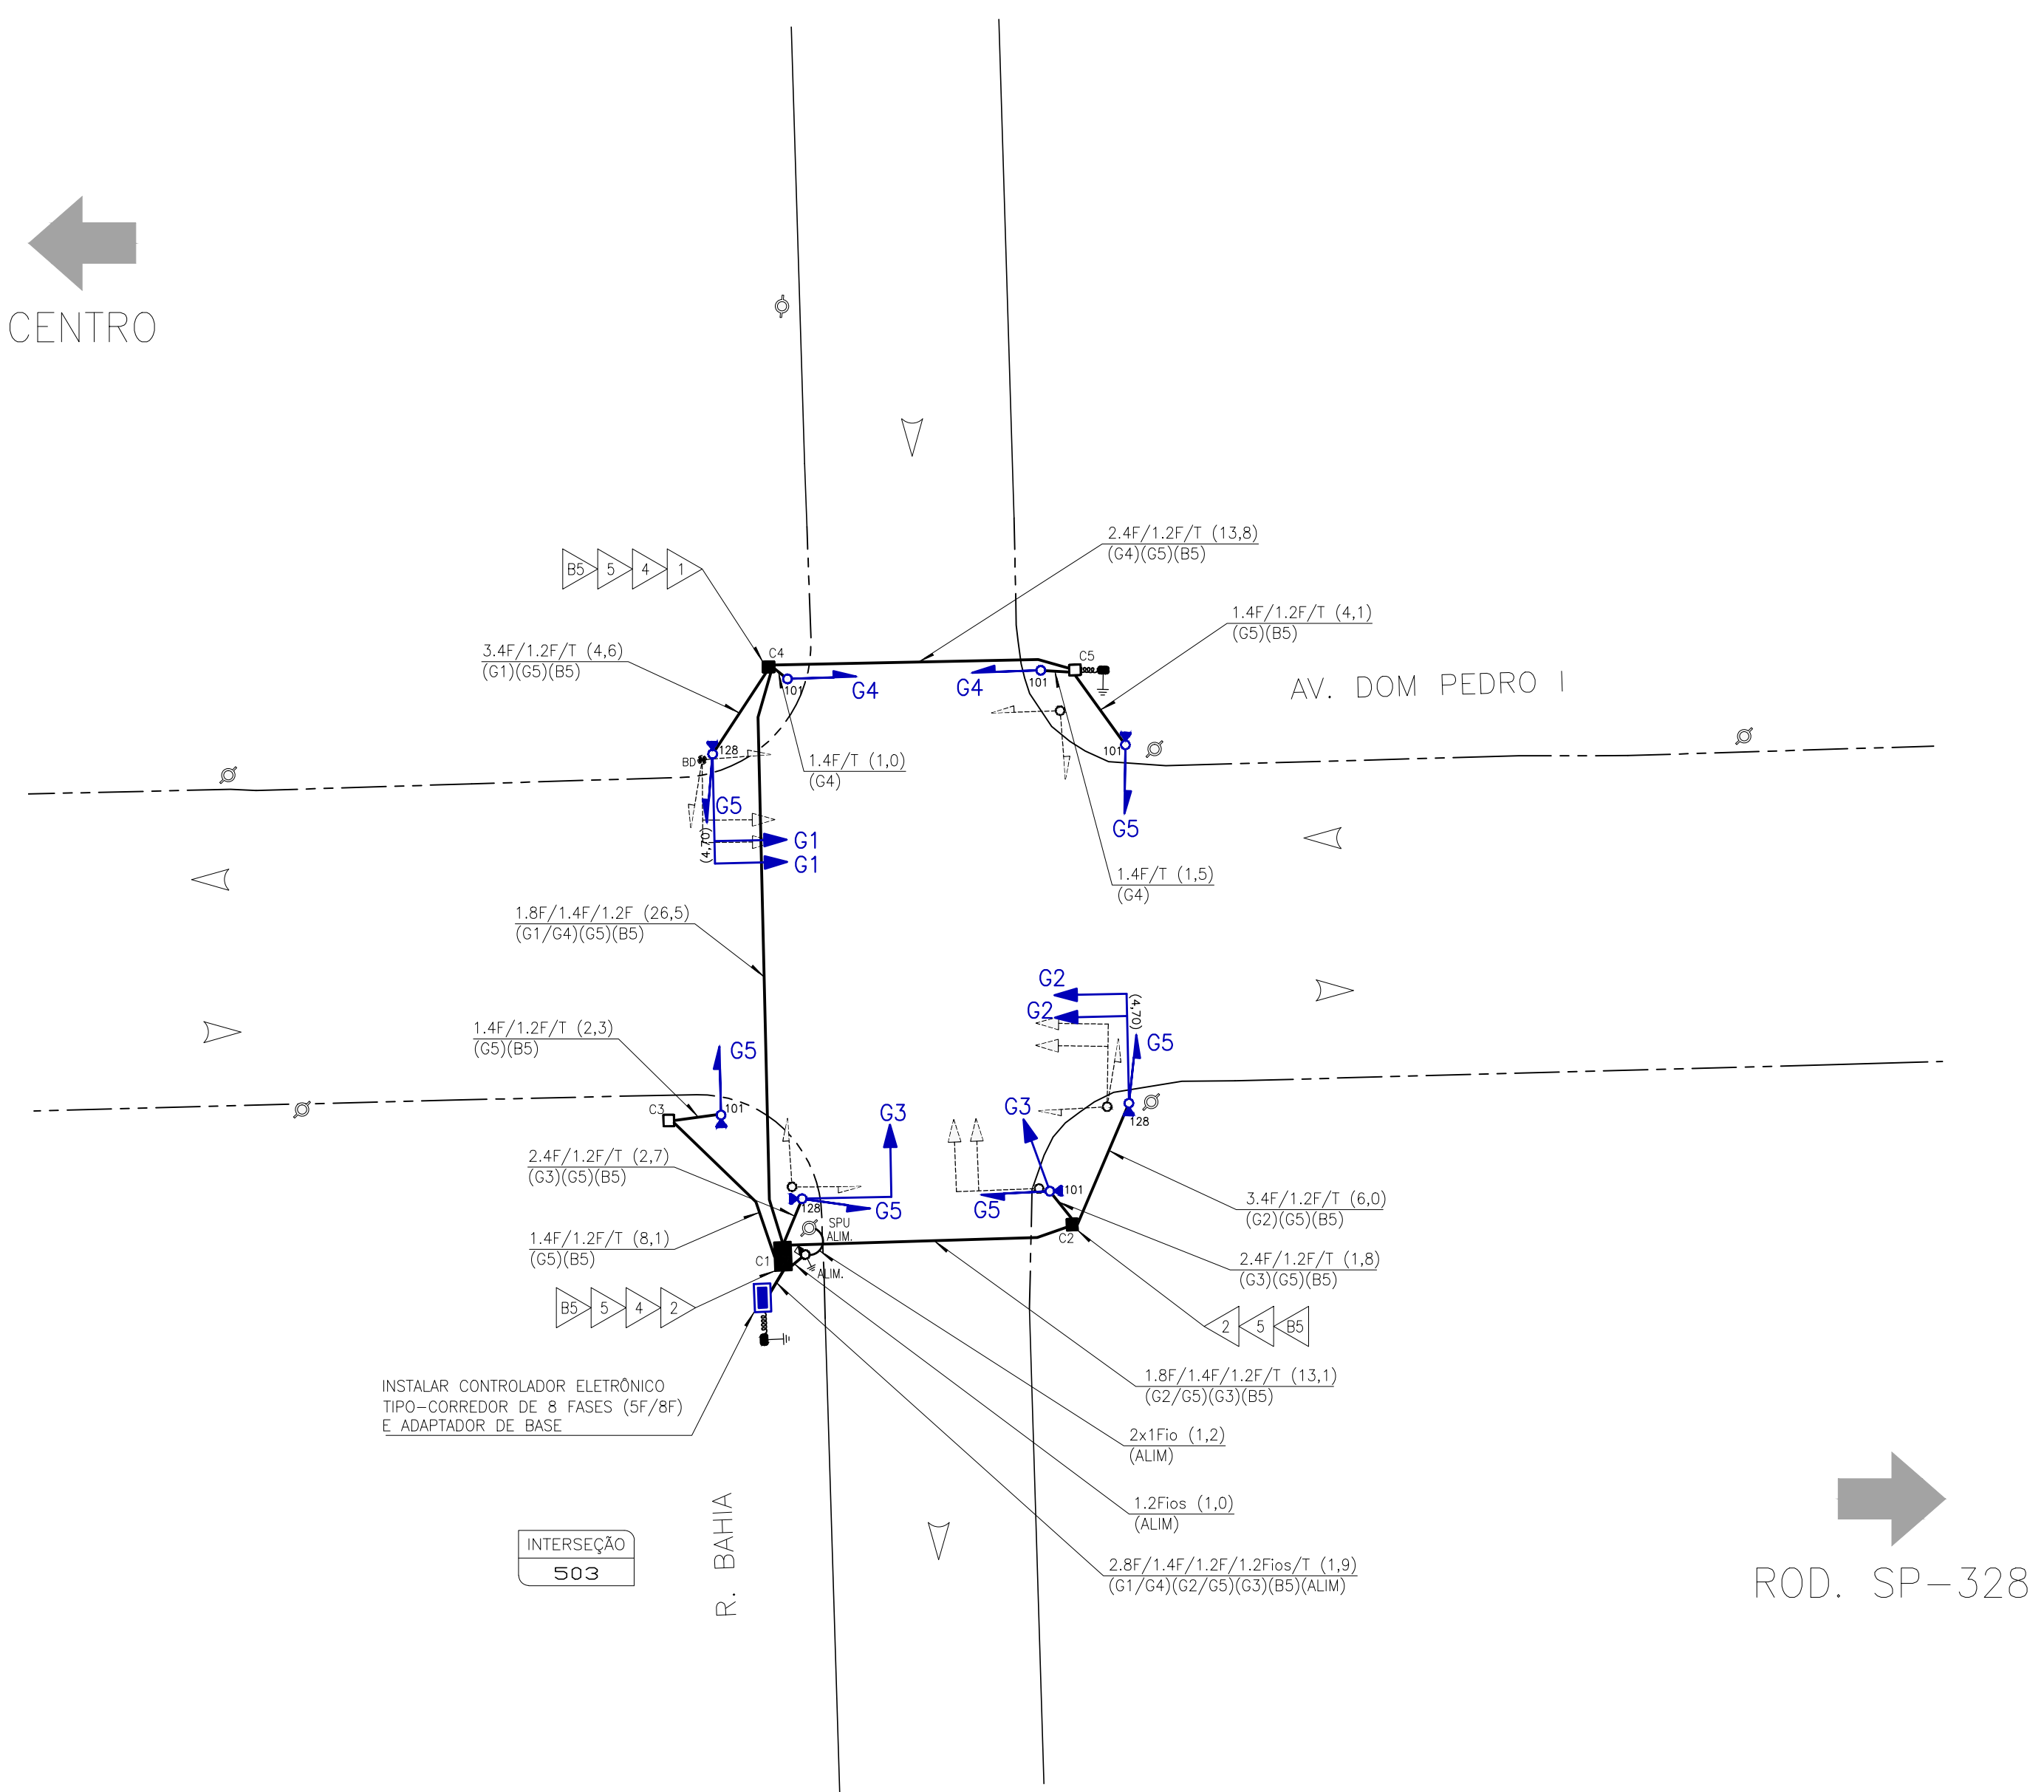 CENTRO
2.4F/1.2F/T (13,8)
(G4)(G5)(B5)
B5 5 4 1
1.4F/1.2F/T (4,1)
(G5)(B5)
3.4F/1.2F/T (4,6)
(G1)(G5)(B5)
C4
C5
101
G4
G4
101
AV. DOM PEDRO I
BD
128
101
1.4F/T (1,0)
(G4)
G5
G5
G1
G1
(4,70)
1.4F/T (1,5)
(G4)
1.8F/1.4F/1.2F (26,5)
(G1/G4)(G5)(B5)
G2
G2
(4,70)
1.4F/1.2F/T (2,3)
(G5)(B5)
G5
G5
C3
101
G3
G3
128
2.4F/1.2F/T (2,7)
(G3)(G5)(B5)
101
128
G5
G5
3.4F/1.2F/T (6,0)
(G2)(G5)(B5)
SPU
ALIM.
1.4F/1.2F/T (8,1)
(G5)(B5)
C2
C1
ALIM.
2.4F/1.2F/T (1,8)
(G3)(G5)(B5)
B5 5 4 2
2 5 B5
1.8F/1.4F/1.2F/T (13,1)
(G2/G5)(G3)(B5)
INSTALAR CONTROLADOR ELETRÔNICO
TIPO-CORREDOR DE 8 FASES (5F/8F)
E ADAPTADOR DE BASE
2x1Fio (1,2)
(ALIM)
1.2Fios (1,0)
(ALIM)
R. BAHIA
INTERSEÇÃO
503
2.8F/1.4F/1.2F/1.2Fios/T (1,9)
(G1/G4)(G2/G5)(G3)(B5)(ALIM)
ROD. SP-328